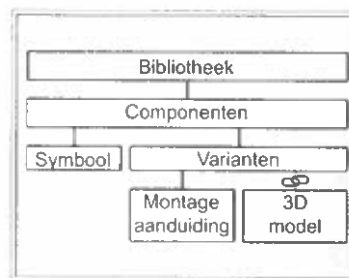 Bibliotheek
Componenten
Symbool
Varianten
Montage
aanduiding
3D
model